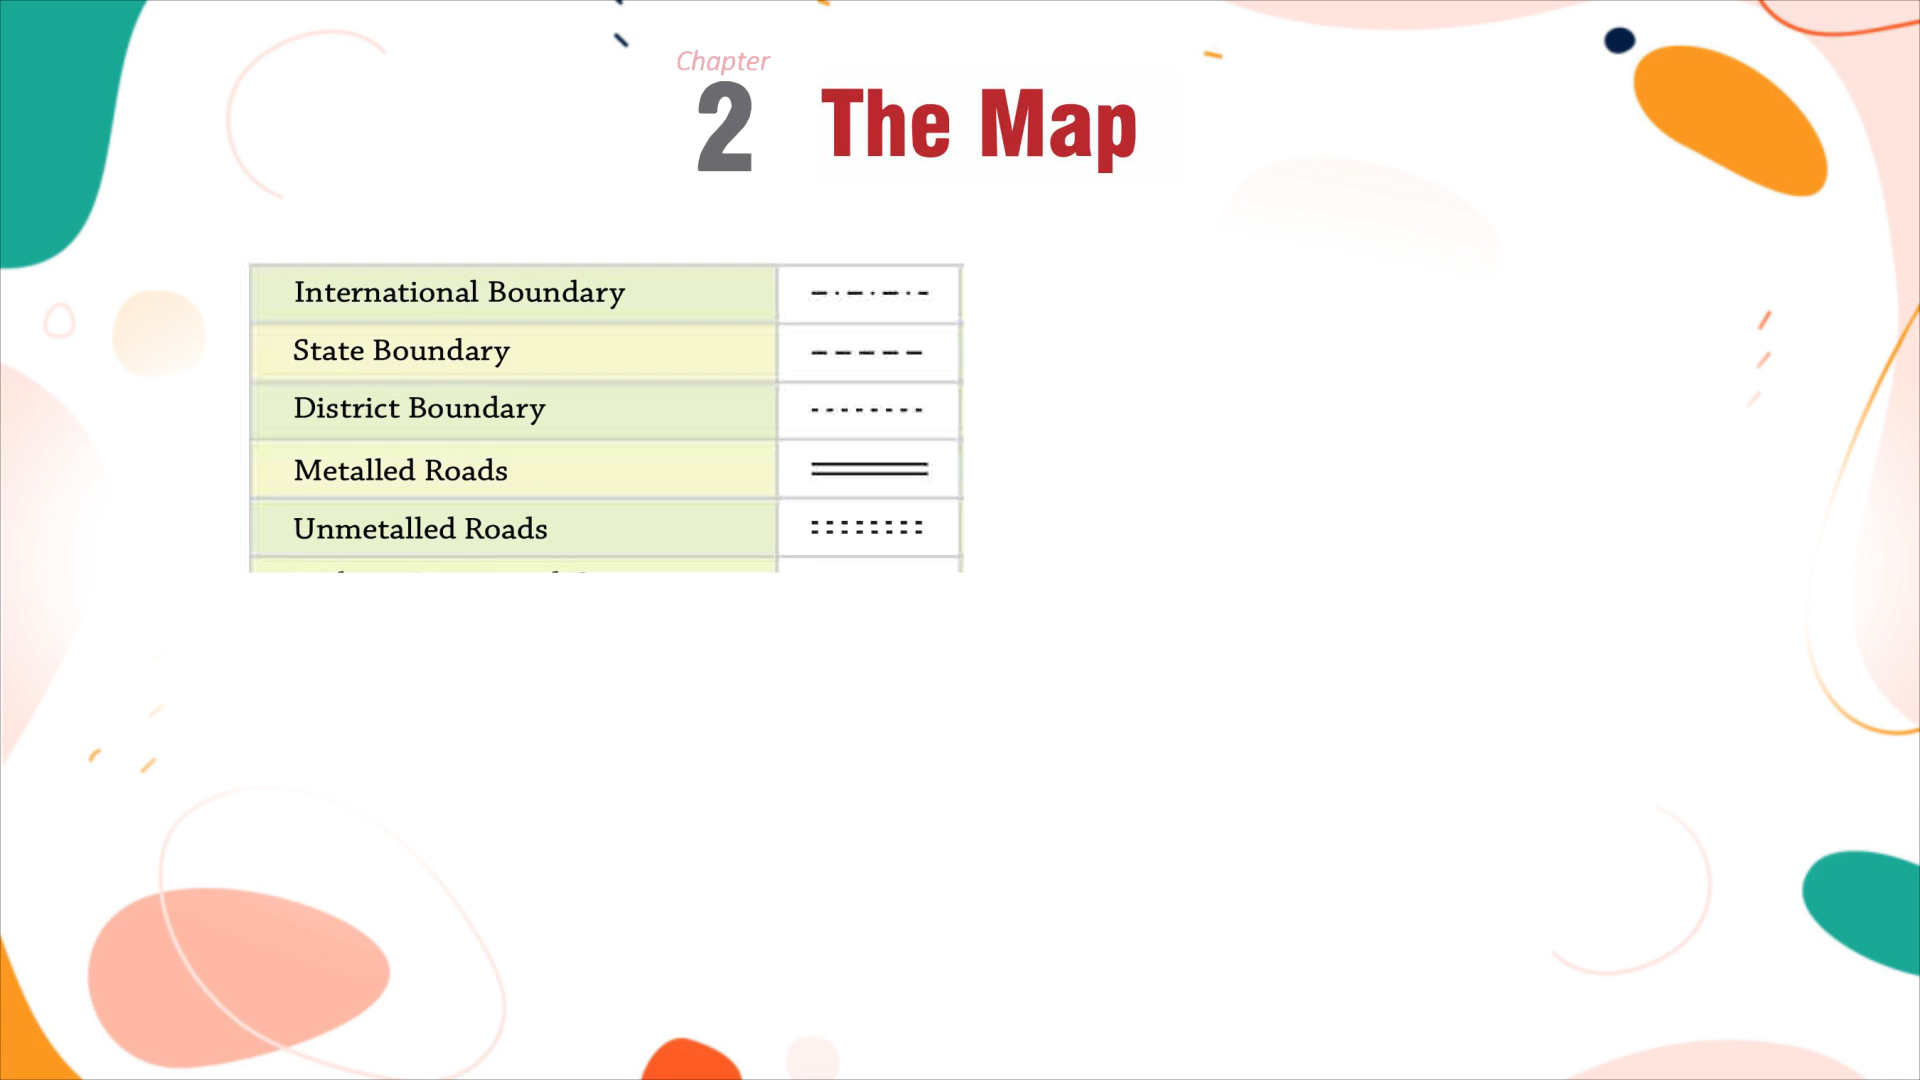 Chapter
2 The Map
International Boundary
State Boundary
District Boundary
Metalled Roads
Unmetalled Roads